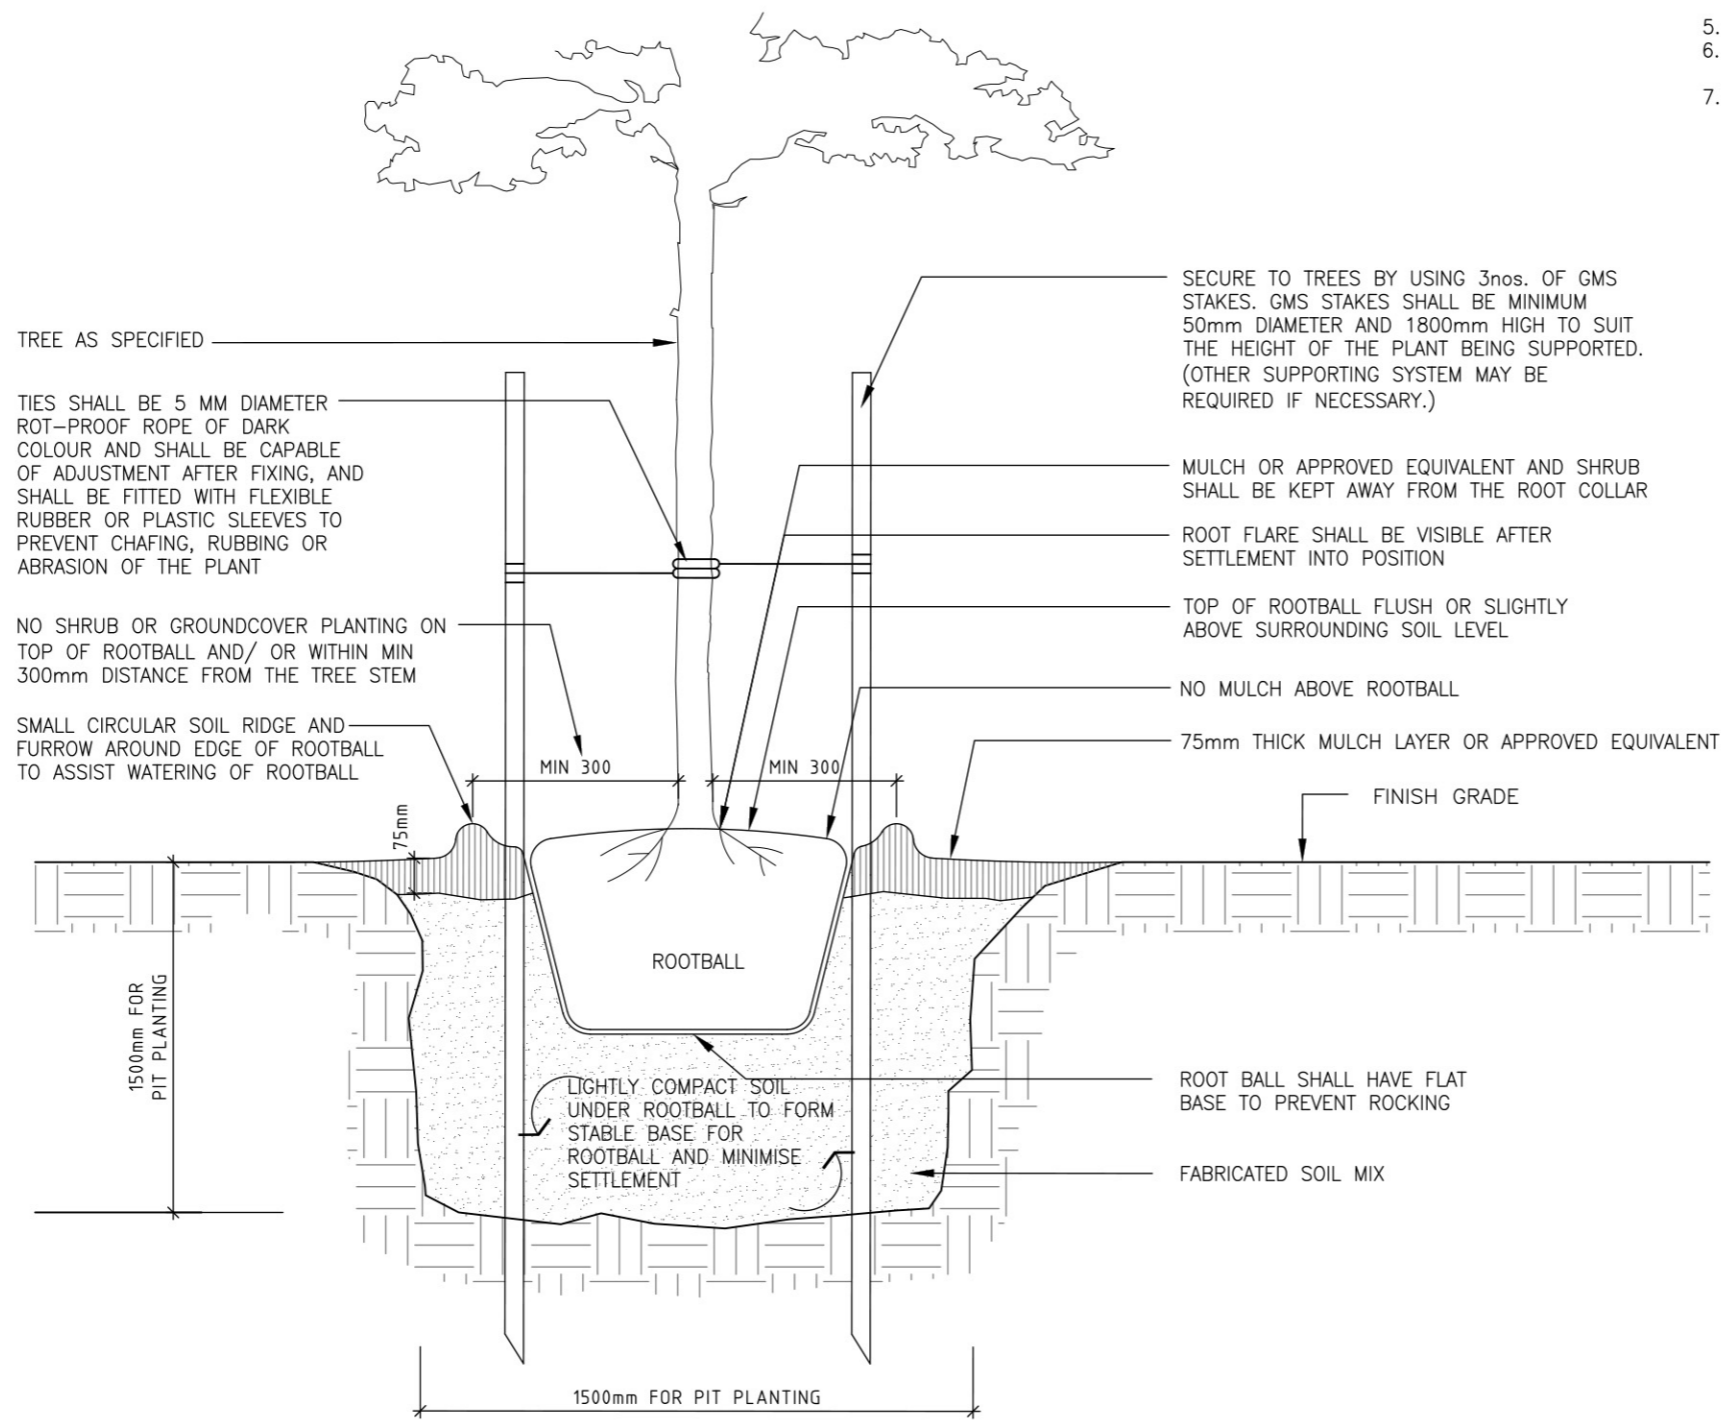 5.
6.
7.
TREE AS SPECIFIED
TIES SHALL BE 5 MM DIAMETER
ROT-PROOF ROPE OF DARK
COLOUR AND SHALL BE CAPABLE
OF ADJUSTMENT AFTER FIXING, AND
SHALL BE FITTED WITH FLEXIBLE
RUBBER OR PLASTIC SLEEVES TO
PREVENT CHAFING, RUBBING OR
ABRASION OF THE PLANT
NO SHRUB OR GROUNDCOVER PLANTING ON
TOP OF ROOTBALL AND/ OR WITHIN MIN
300mm DISTANCE FROM THE TREE STEM
SMALL CIRCULAR SOIL RIDGE AND
FURROW AROUND EDGE OF ROOTBALL
TO ASSIST WATERING OF ROOTBALL
SECURE TO TREES BY USING 3nos. OF GMS
STAKES. GMS STAKES SHALL BE MINIMUM
50mm DIAMETER AND 1800mm HIGH TO SUIT
THE HEIGHT OF THE PLANT BEING SUPPORTED.
(OTHER SUPPORTING SYSTEM MAY BE
REQUIRED IF NECESSARY.)
MULCH OR APPROVED EQUIVALENT AND SHRUB
SHALL BE KEPT AWAY FROM THE ROOT COLLAR
ROOT FLARE SHALL BE VISIBLE AFTER
SETTLEMENT INTO POSITION
TOP OF ROOTBALL FLUSH OR SLIGHTLY
ABOVE SURROUNDING SOIL LEVEL
NO MULCH ABOVE ROOTBALL
75mm THICK MULCH LAYER OR APPROVED EQUIVALENT
FINISH GRADE
MIN 300
MIN 300
75mm
ROOTBALL
1500mm FOR
PIT PLANTING
LIGHTLY COMPACT SOIL
UNDER ROOTBALL TO FORM
STABLE BASE FOR
ROOTBALL AND MINIMISE
SETTLEMENT
ROOT BALL SHALL HAVE FLAT
BASE TO PREVENT ROCKING
FABRICATED SOIL MIX
1500mm FOR PIT PLANTING